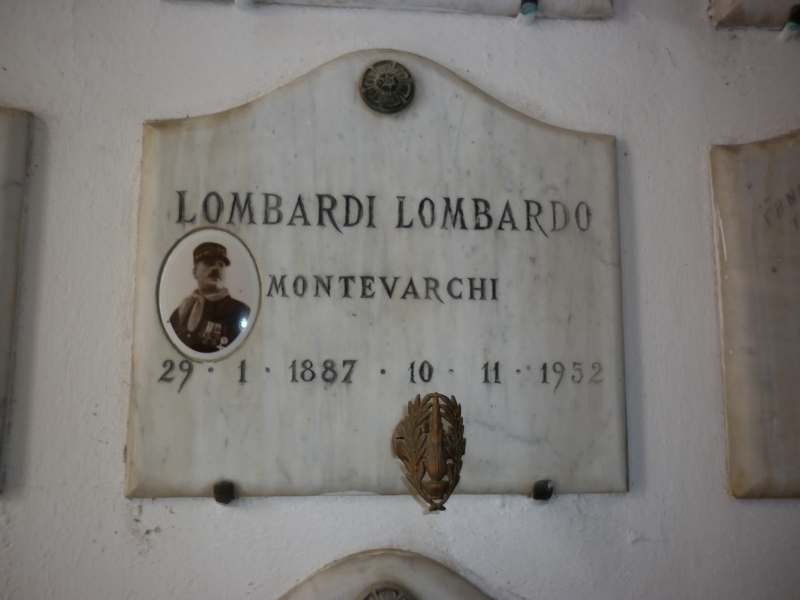 LOMBARDI LOMBARDO
MONTEVARCHI
29 · 1 · 1887 · 10 · 11 · 1952